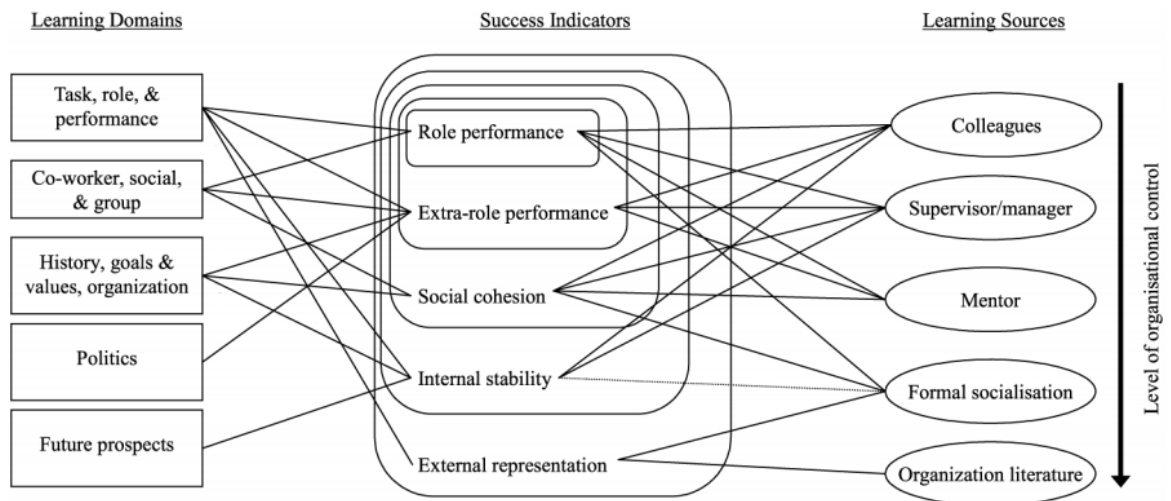 Learning Domains
Success Indicators
Learning Sources
Task, role, &
performance
Co-worker, social,
& group
History, goals &
values, organization
Politics
Future prospects
Role performance
Extra-role performance
Social cohesion
Internal stability
External representation
Colleagues
Supervisor/manager
Mentor
Formal socialisation
Organization literature
Level of organisational control